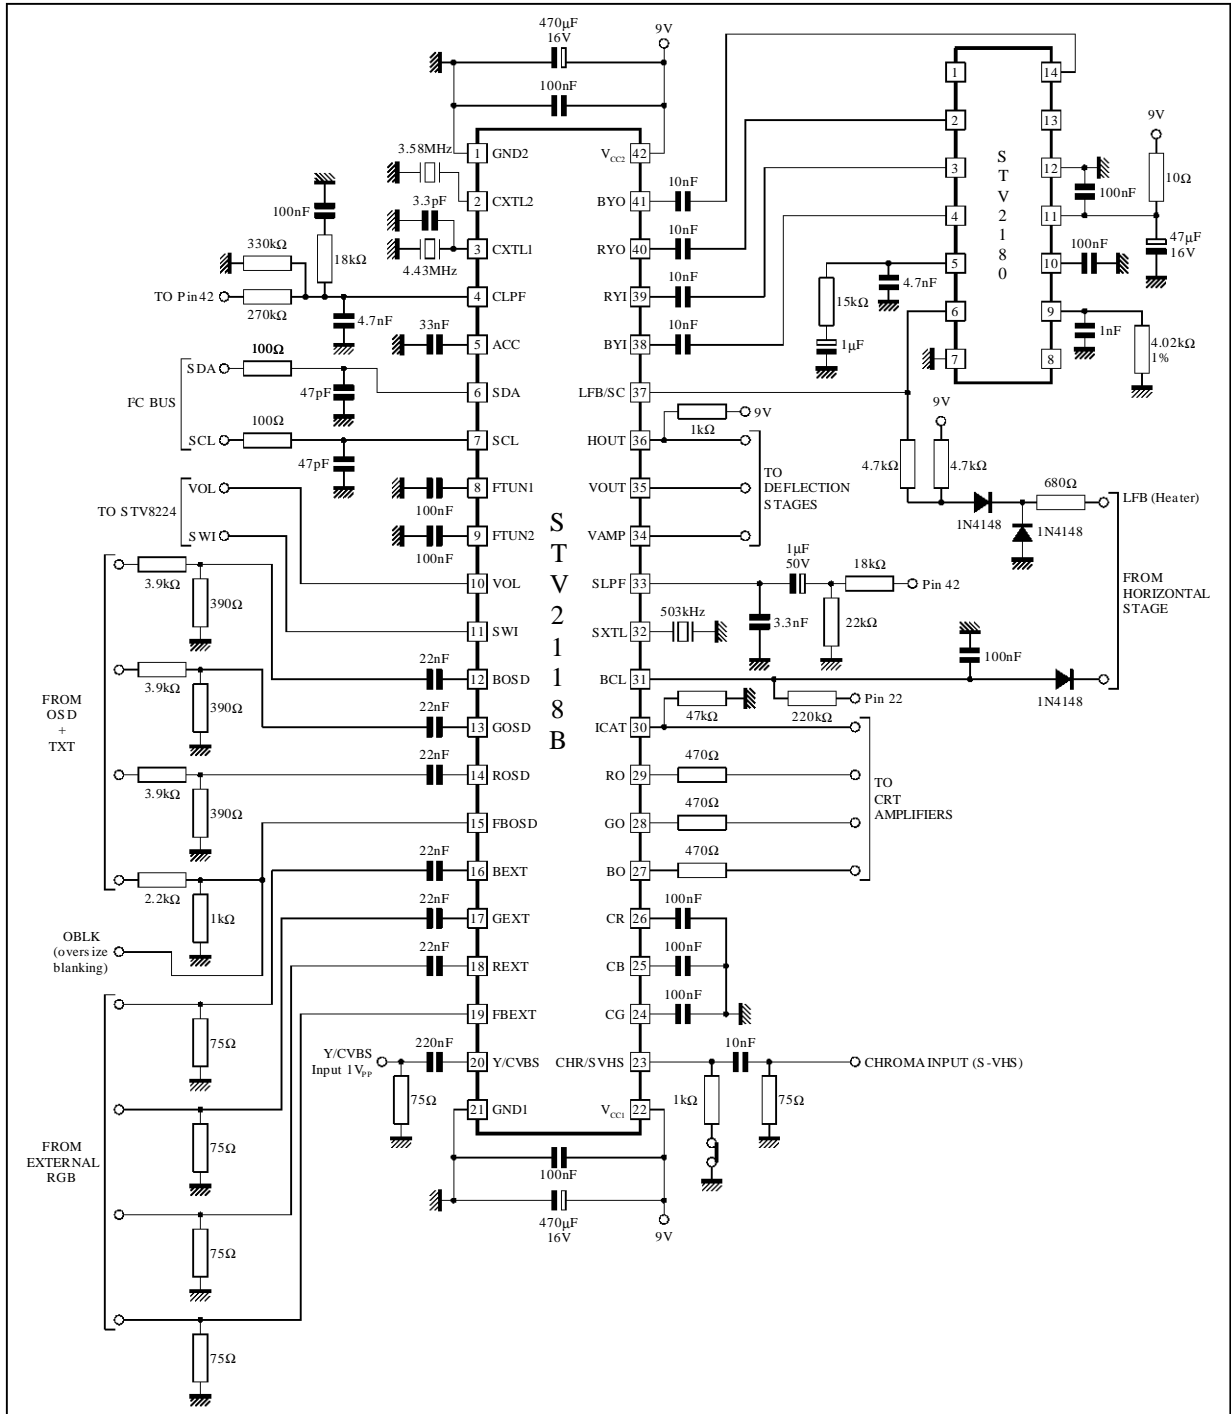 470µF
16V
9V
100nF
1 GND2
VCC2 42
3.58MHz
2 CXTL2
BYO 41
10nF
3.3pF
3 CXTL1
RYO 40
10nF
4.43MHz
100nF
18kΩ
330kΩ
TO Pin42
270kΩ
4 CLPF
RYI 39
10nF
4.7nF
33nF
5 ACC
BYI 38
10nF
100Ω
SDA
47pF
6 SDA
LFB/SC 37
I²C BUS
100Ω
SCL
47pF
7 SCL
HOUT 36
1kΩ
9V
8 FTUN1
100nF
VOUT 35
9 FTUN2
100nF
VAMP 34
TO
DEFLECTION
STAGES
TO STV8224
VOL
SWI
10 VOL
SLPF 33
1µF
50V
18kΩ
Pin 42
3.3nF
22kΩ
11 SWI
SXTL 32
503kHz
S
T
V
2
1
1
8
B
3.9kΩ
390Ω
22nF
12 BOSD
BCL 31
100nF
1N4148
220kΩ
Pin 22
3.9kΩ
390Ω
22nF
13 GOSD
ICAT 30
47kΩ
FROM
OSD
+
TXT
3.9kΩ
390Ω
22nF
14 ROSD
RO 29
470Ω
15 FBOSD
GO 28
470Ω
TO
CRT
AMPLIFIERS
2.2kΩ
1kΩ
22nF
16 BEXT
BO 27
470Ω
22nF
17 GEXT
CR 26
100nF
OBLK
(oversize
blanking)
22nF
18 REXT
CB 25
100nF
19 FBEXT
CG 24
100nF
Y/CVBS
Input 1VPP
220nF
75Ω
20 Y/CVBS
CHR/SVHS 23
10nF
1kΩ
75Ω
CHROMA INPUT (S-VHS)
21 GND1
VCC1 22
100nF
470µF
16V
9V
FROM
EXTERNAL
RGB
75Ω
75Ω
75Ω
75Ω
1
14
2
13
3
12
4
11
5
10
6
9
7
8
S
T
V
2
1
8
0
9V
10Ω
100nF
47µF
16V
100nF
1nF
4.02kΩ
1%
4.7nF
15kΩ
1µF
9V
4.7kΩ
4.7kΩ
1N4148
1N4148
680Ω
LFB (Heater)
FROM
HORIZONTAL
STAGE